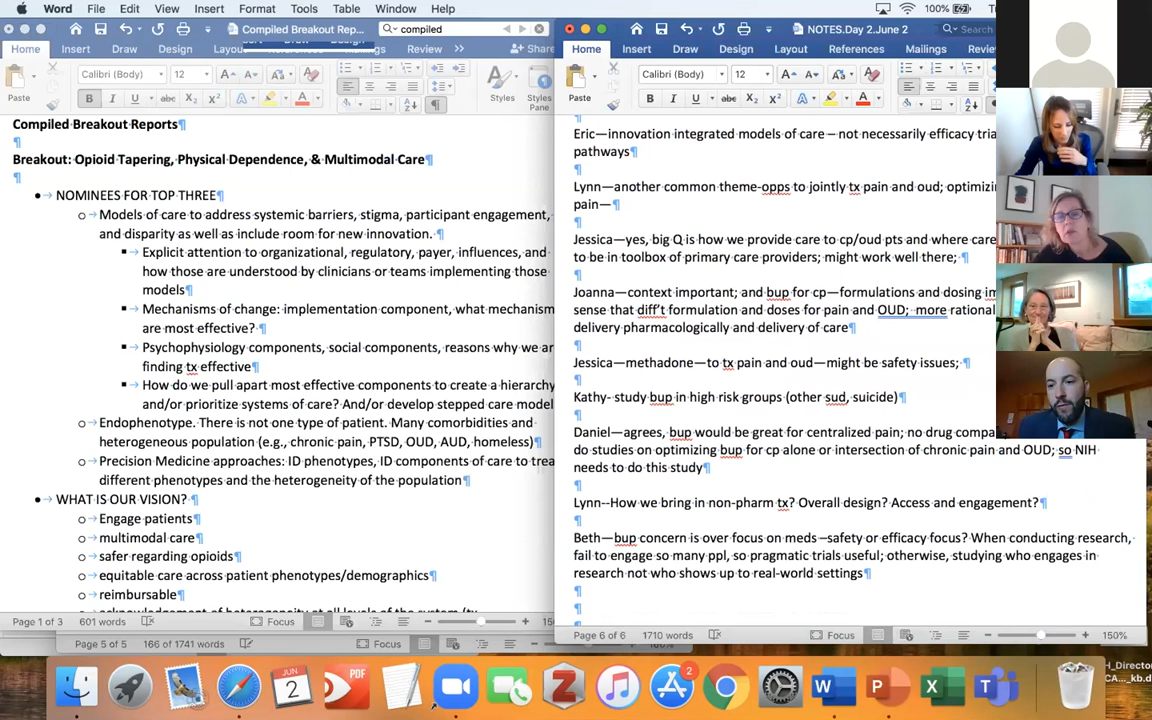 Word File Edit View Insert Format Tools Table Window Help 100%
Compiled Breakout Rep... compiled
NOTES.Day 2.June 2 Search
Home Insert Draw Design Layou Review Share
Home Insert Draw Design Layout References Mailings
Paste Calibri (Body) 12 Styles Styles Pane
Paste Calibri (Body) 12
Compiled Breakout Reports¶
¶
Breakout: Opioid Tapering, Physical Dependence, & Multimodal Care¶
¶
NOMINEES FOR TOP THREE¶
Models of care to address systemic barriers, stigma, participant engagement,
and disparity as well as include room for new innovation. ¶
Explicit attention to organizational, regulatory, payer, influences, and
how those are understood by clinicians or teams implementing those
models¶
Mechanisms of change: implementation component, what mechanism
are most effective? ¶
Psychophysiology components, social components, reasons why we ar
finding tx effective¶
How do we pull apart most effective components to create a hierarchy
and/or prioritize systems of care? And/or develop stepped care model
Endophenotype. There is not one type of patient. Many comorbidities and
heterogeneous population (e.g., chronic pain, PTSD, OUD, AUD, homeless)¶
Precision Medicine approaches: ID phenotypes, ID components of care to trea
different phenotypes and the heterogeneity of the population¶
WHAT IS OUR VISION? ¶
Engage patients¶
multimodal care¶
safer regarding opioids¶
equitable care across patient phenotypes/demographics¶
reimbursable¶
Page 1 of 3 601 words Focus
Page 5 of 5 166 of 1741 words Focus
¶
Eric—innovation integrated models of care – not necessarily efficacy tria
pathways¶
¶
Lynn—another common theme-opps to jointly tx pain and oud; optimizin
pain—¶
¶
Jessica—yes, big Q is how we provide care to cp/oud pts and where care
to be in toolbox of primary care providers; might work well there;¶
¶
Joanna—context important; and bup for cp—formulations and dosing im
sense that diff't formulation and doses for pain and OUD; more rational
delivery pharmacologically and delivery of care¶
¶
Jessica—methadone—to tx pain and oud—might be safety issues;¶
¶
Kathy- study bup in high risk groups (other sud, suicide)¶
¶
Daniel—agrees, bup would be great for centralized pain; no drug compa
do studies on optimizing bup for cp alone or intersection of chronic pain and OUD; so NIH
needs to do this study¶
¶
Lynn--How we bring in non-pharm tx? Overall design? Access and engagement?¶
¶
Beth—bup concern is over focus on meds –safety or efficacy focus? When conducting research,
fail to engage so many ppl, so pragmatic trials useful; otherwise, studying who engages in
research not who shows up to real-world settings¶
¶
¶
Page 6 of 6 1710 words Focus 150%
JUN 2 PDF 2 W P X T